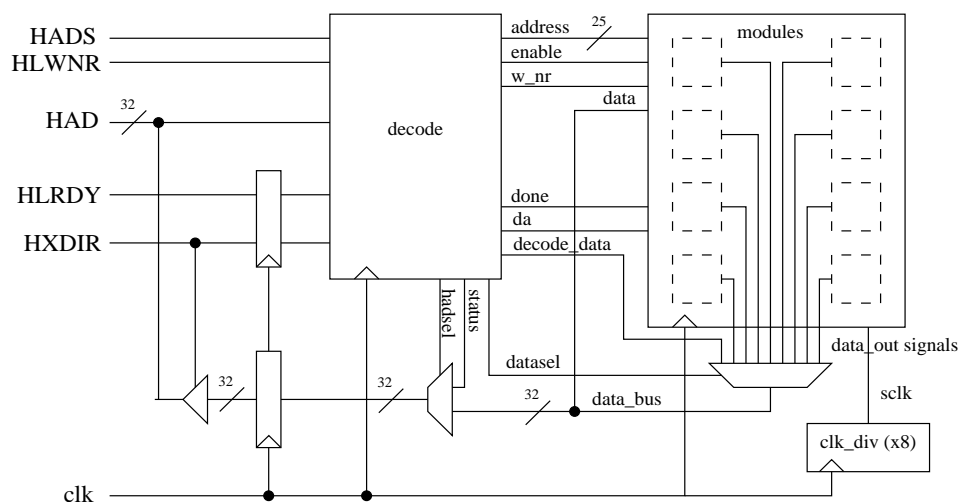 address
25
modules
HADS
enable
HLWNR
w_nr
32
data
HAD
decode
HLRDY
done
da
HXDIR
decode_data
hadsel
status
data_out signals
datasel
32
32
32
data_bus
sclk
clk_div (x8)
clk